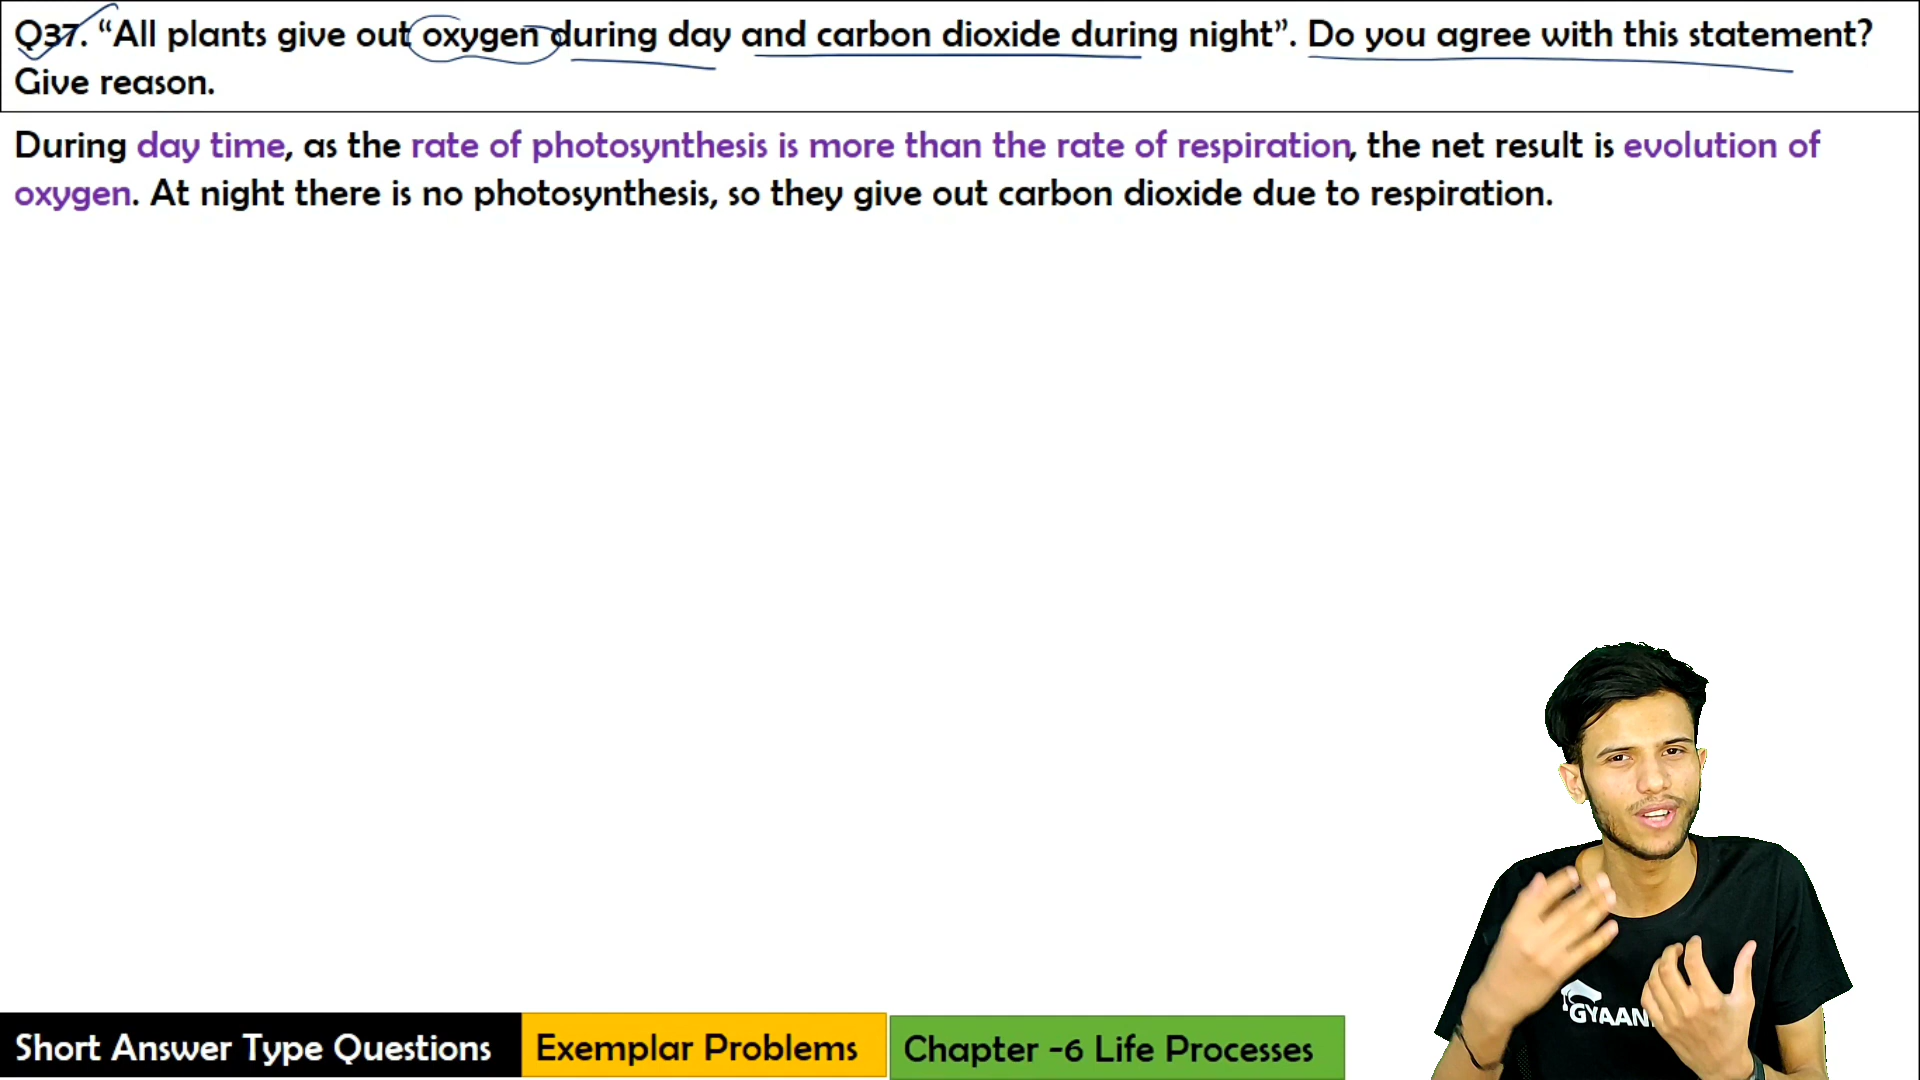 Q37. “All plants give out oxygen during day and carbon dioxide during night”. Do you agree with this statement?
Give reason.
During day time, as the rate of photosynthesis is more than the rate of respiration, the net result is evolution of
oxygen. At night there is no photosynthesis, so they give out carbon dioxide due to respiration.
GYAAN
Short Answer Type Questions
Exemplar Problems
Chapter -6 Life Processes